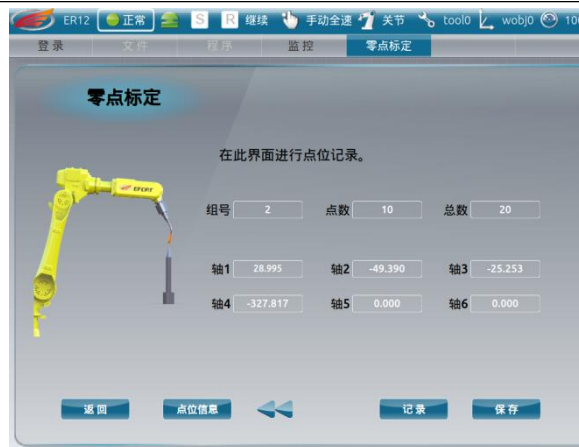 ER12 正常 S R 继续 手动全速 关节 tool0 wobj0 10
登录 文件 程序 监控 零点标定
零点标定
在此界面进行点位记录。
EFORT
组号 2 点数 10 总数 20
轴1 28.995 轴2 -49.390 轴3 -25.253
轴4 -327.817 轴5 0.000 轴6 0.000
返回 点位信息 记录 保存